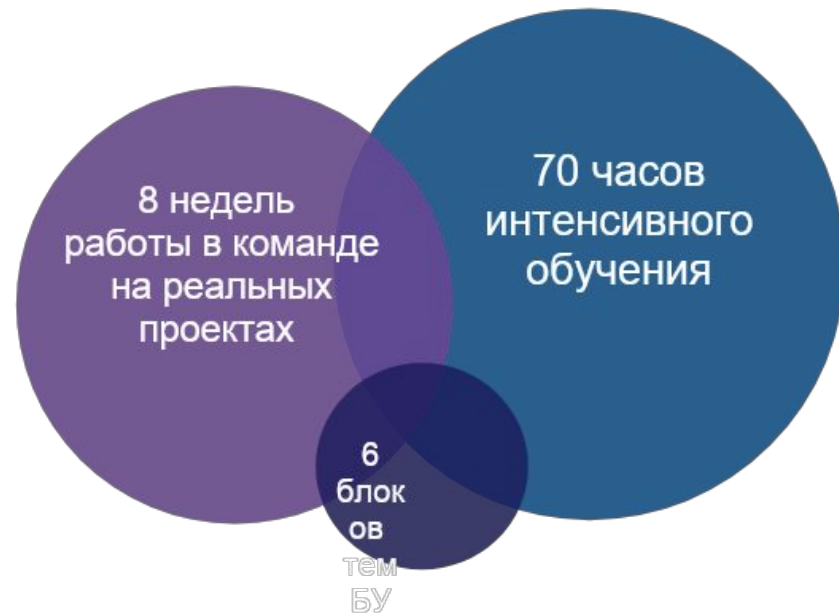 8 недель
работы в команде
на реальных
проектах
70 часов
интенсивного
обучения
6
блок
ов
тем
БУ